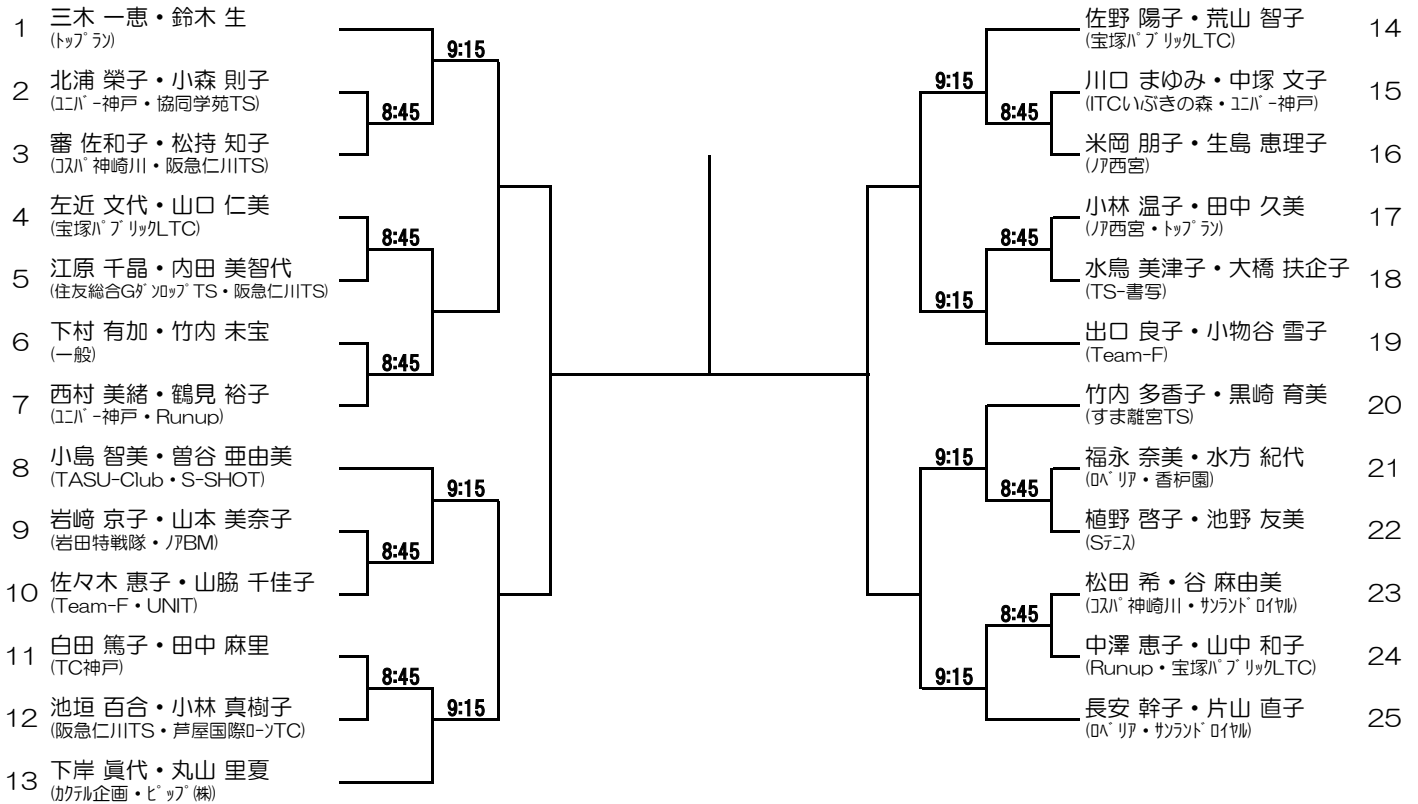 1 三木 一恵・鈴木 生
(トップラン)
9:15
2 北浦 榮子・小森 則子
(ユニバー神戸・協同学苑TS)
8:45
3 審 佐和子・松持 知子
(コスパ神崎川・阪急仁川TS)
4 左近 文代・山口 仁美
(宝塚パブリックLTC)
8:45
5 江原 千晶・内田 美智代
(住友総合GダンロップTS・阪急仁川TS)
6 下村 有加・竹内 未宝
(一般)
8:45
7 西村 美緒・鶴見 裕子
(ユニバー神戸・Runup)
8 小島 智美・曽谷 亜由美
(TASU-Club・S-SHOT)
9:15
9 岩﨑 京子・山本 美奈子
(岩田特戦隊・ノアBM)
8:45
10 佐々木 惠子・山脇 千佳子
(Team-F・UNIT)
11 白田 篤子・田中 麻里
(TC神戸)
8:45
12 池垣 百合・小林 真樹子
(阪急仁川TS・芦屋国際ローンTC)
9:15
13 下岸 眞代・丸山 里夏
(カクテル企画・ピップ㈱)
佐野 陽子・荒山 智子 14
(宝塚パブリックLTC)
9:15
川口 まゆみ・中塚 文子 15
(ITCいぶきの森・ユニバー神戸)
8:45
米岡 朋子・生島 恵理子 16
(ノア西宮)
小林 温子・田中 久美 17
(ノア西宮・トップラン)
8:45
水鳥 美津子・大橋 扶企子 18
(TS-書写)
9:15
出口 良子・小物谷 雪子 19
(Team-F)
竹内 多香子・黒崎 育美 20
(すま離宮TS)
9:15
福永 奈美・水方 紀代 21
(ロベリア・香枦園)
8:45
植野 啓子・池野 友美 22
(Sテニス)
松田 希・谷 麻由美 23
(コスパ神崎川・サンランドロイヤル)
8:45
中澤 恵子・山中 和子 24
(Runup・宝塚パブリックLTC)
9:15
長安 幹子・片山 直子 25
(ロベリア・サンランドロイヤル)